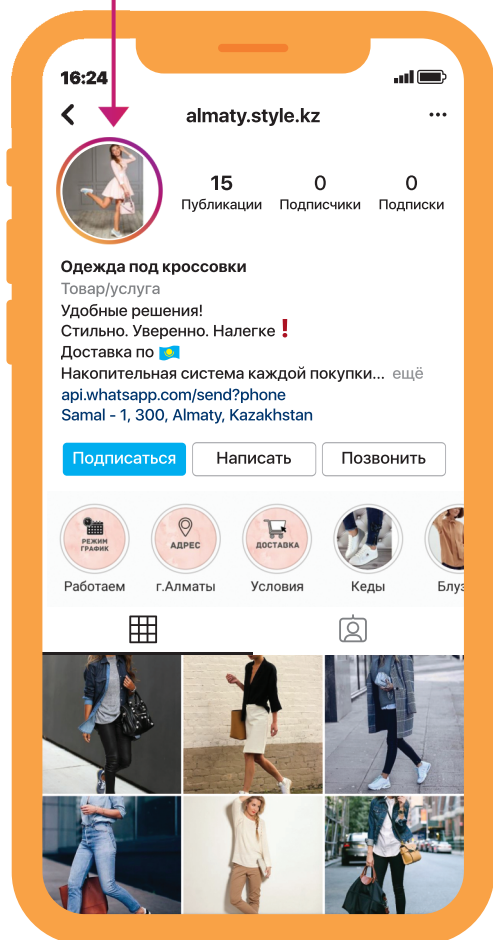 16:24
almaty.style.kz
15 0 0
Публикации Подписчики Подписки
Одежда под кроссовки
Товар/услуга
Удобные решения!
Стильно. Уверенно. Налегке❗
Доставка по 🇰🇿
Накопительная система каждой покупки... ещё
api.whatsapp.com/send?phone
Samal - 1, 300, Almaty, Kazakhstan
Подписаться Написать Позвонить
РЕЖИМ
ГРАФИК
АДРЕС
ДОСТАВКА
Работаем г.Алматы Условия Кеды Блуз